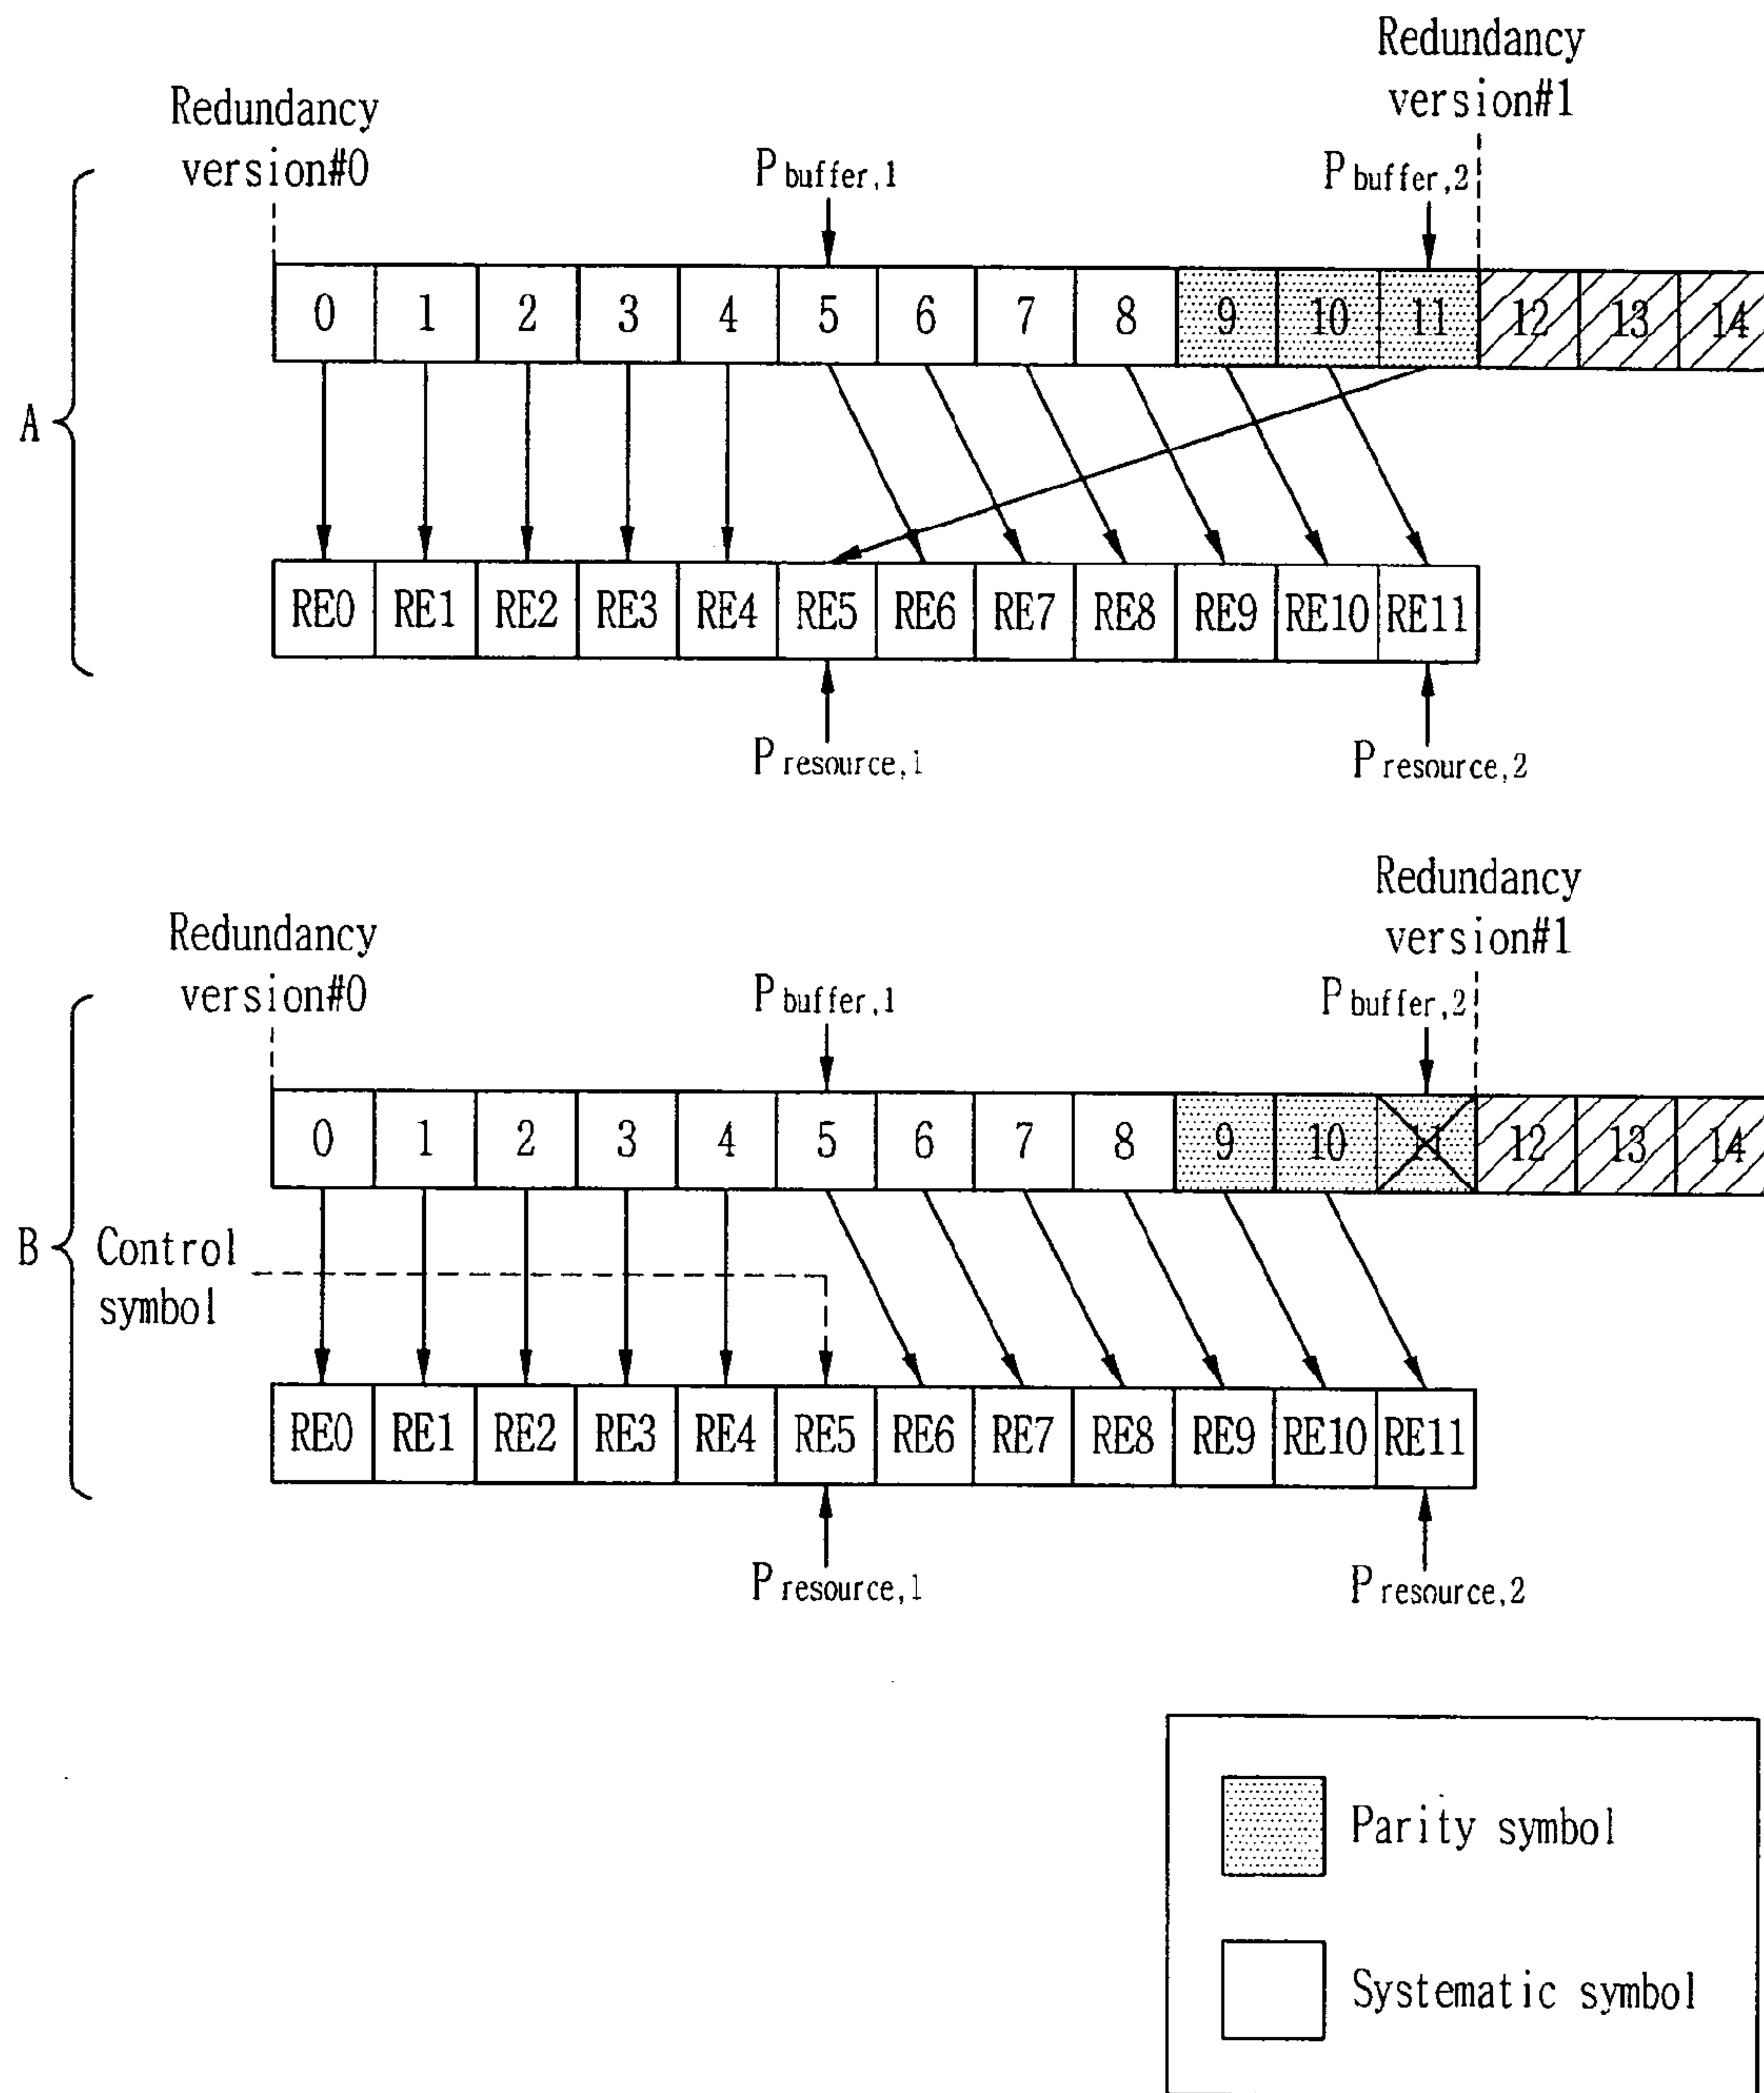 Redundancy
version#1
Redundancy
version#0
P buffer,1
P buffer,2
0 1 2 3 4 5 6 7 8 9 10 11 12 13 14
A
RE0 RE1 RE2 RE3 RE4 RE5 RE6 RE7 RE8 RE9 RE10 RE11
P resource,1
P resource,2
Redundancy
version#1
Redundancy
version#0
P buffer,1
P buffer,2
0 1 2 3 4 5 6 7 8 9 10 11 12 13 14
B
Control
symbol
RE0 RE1 RE2 RE3 RE4 RE5 RE6 RE7 RE8 RE9 RE10 RE11
P resource,1
P resource,2
Parity symbol
Systematic symbol